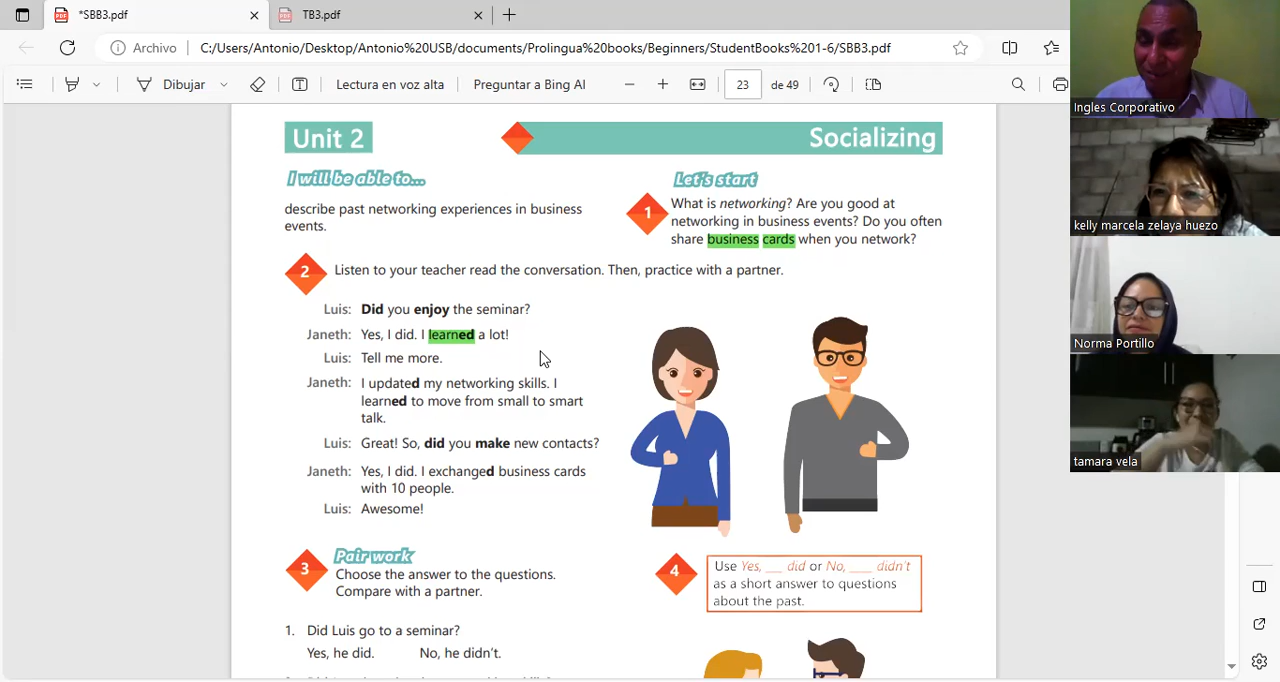 *SBB3.pdf
TB3.pdf
Archivo
C:/Users/Antonio/Desktop/Antonio%20USB/documents/Prolingua%20books/Beginners/StudentBooks%201-6/SBB3.pdf
Dibujar
Lectura en voz alta
Preguntar a Bing AI
23
de 49
Unit 2
Socializing
I will be able to...
describe past networking experiences in business
events.
Let's start
1
What is networking? Are you good at
networking in business events? Do you often
share business cards when you network?
2
Listen to your teacher read the conversation. Then, practice with a partner.
Luis: Did you enjoy the seminar?
Janeth: Yes, I did. I learned a lot!
Luis: Tell me more.
Janeth: I updated my networking skills. I
learned to move from small to smart
talk.
Luis: Great! So, did you make new contacts?
Janeth: Yes, I did. I exchanged business cards
with 10 people.
Luis: Awesome!
3
Pair work
Choose the answer to the questions.
Compare with a partner.
1. Did Luis go to a seminar?
Yes, he did. No, he didn't.
4
Use Yes, ___ did or No, ____ didn't
as a short answer to questions
about the past.
Ingles Corporativo
kelly marcela zelaya huezo
Norma Portillo
tamara vela